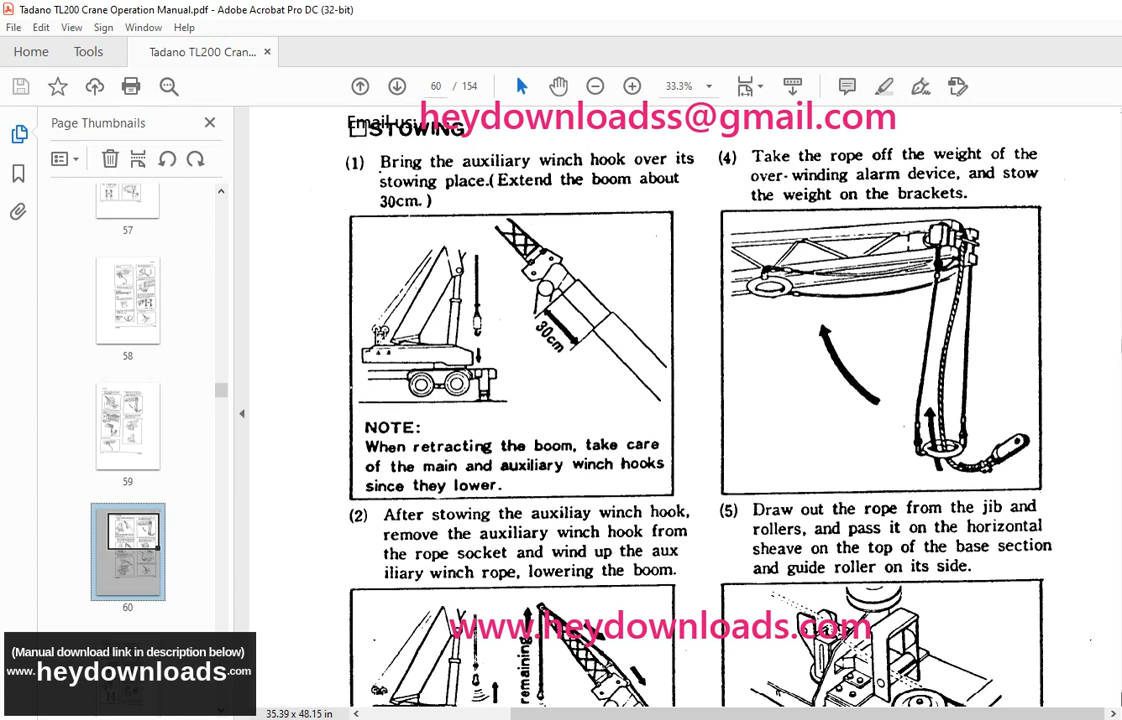 Tadano TL200 Crane Operation Manual.pdf - Adobe Acrobat Pro DC (32-bit)
File Edit View Sign Window Help
Home Tools Tadano TL200 Cran... ×
60 / 154 33.3%
Page Thumbnails
57
58
59
60
Email us: heydownloadss@gmail.com
STOWING
(1) Bring the auxiliary winch hook over its
stowing place.(Extend the boom about
30cm.)
30cm
NOTE:
When retracting the boom, take care
of the main and auxiliary winch hooks
since they lower.
(2) After stowing the auxiliay winch hook,
remove the auxiliary winch hook from
the rope socket and wind up the aux
iliary winch rope, lowering the boom.
remaining
(4) Take the rope off the weight of the
over-winding alarm device, and stow
the weight on the brackets.
(5) Draw out the rope from the jib and
rollers, and pass it on the horizontal
sheave on the top of the base section
and guide roller on its side.
www.heydownloads.com
(Manual download link in description below)
www.heydownloads.com
35.39 x 48.15 in